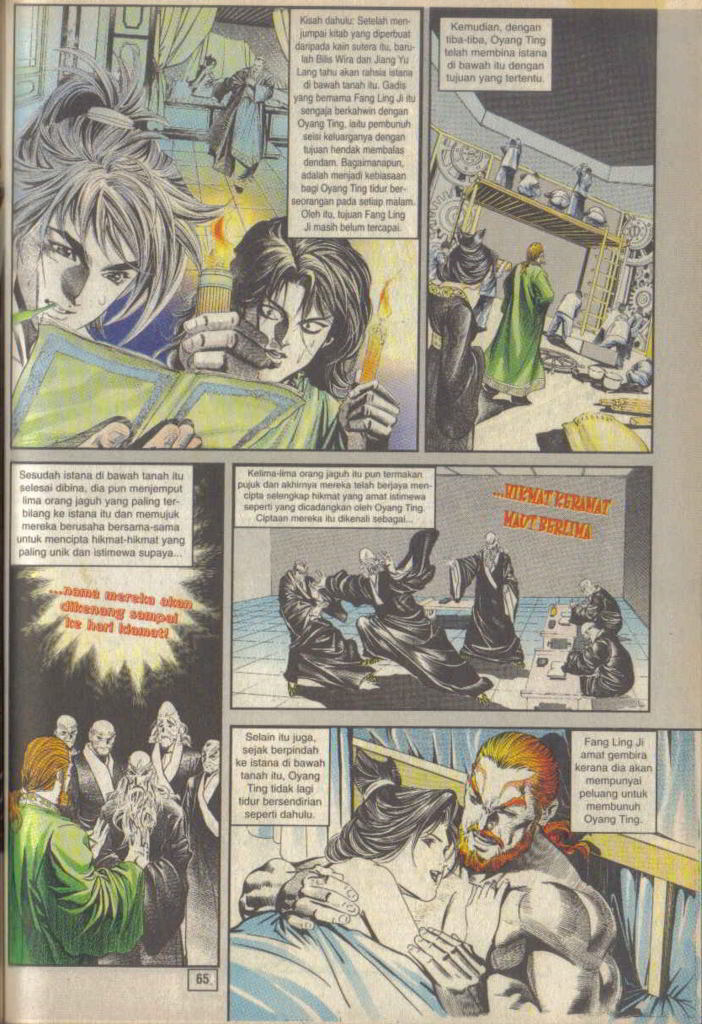 Kisah dahulu: Setelah men-
jumpai kitab yang diperbuat
daripada kain sutera itu, baru-
lah Bilis Wira dan Jiang Yu
Lang tahu akan rahsia istana
di bawah tanah itu. Gadis
yang bernama Fang Ling Ji itu
sengaja berkahwin dengan
Oyang Ting, iaitu pembunuh
seisi keluarganya dengan
tujuan hendak membalas
dendam. Bagaimanapun,
adalah menjadi kebiasaan
bagi Oyang Ting tidur ber-
seorangan pada setiap malam.
Oleh itu, tujuan Fang Ling
Ji masih belum tercapai.
Kemudian, dengan
tiba-tiba, Oyang Ting
telah membina istana
di bawah itu dengan
tujuan yang tertentu.
Sesudah istana di bawah tanah itu
selesai dibina, dia pun menjemput
lima orang jaguh yang paling ter-
bilang ke istana itu dan memujuk
mereka berusaha bersama-sama
untuk mencipta hikmat-hikmat yang
paling unik dan istimewa supaya...
...nama mereka akan
dikenang sampai
ke hari kiamat!
Kelima-lima orang jaguh itu pun termakan
pujuk dan akhirnya mereka telah berjaya men-
cipta selengkap hikmat yang amat istimewa
seperti yang dicadangkan oleh Oyang Ting.
Ciptaan mereka itu dikenali sebagai...
...HIKMAT KERAMAT
MAUT BERLIMA
Selain itu juga,
sejak berpindah
ke istana di bawah
tanah itu, Oyang
Ting tidak lagi
tidur bersendirian
seperti dahulu.
Fang Ling Ji
amat gembira
kerana dia akan
mempunyai
peluang untuk
membunuh
Oyang Ting.
65